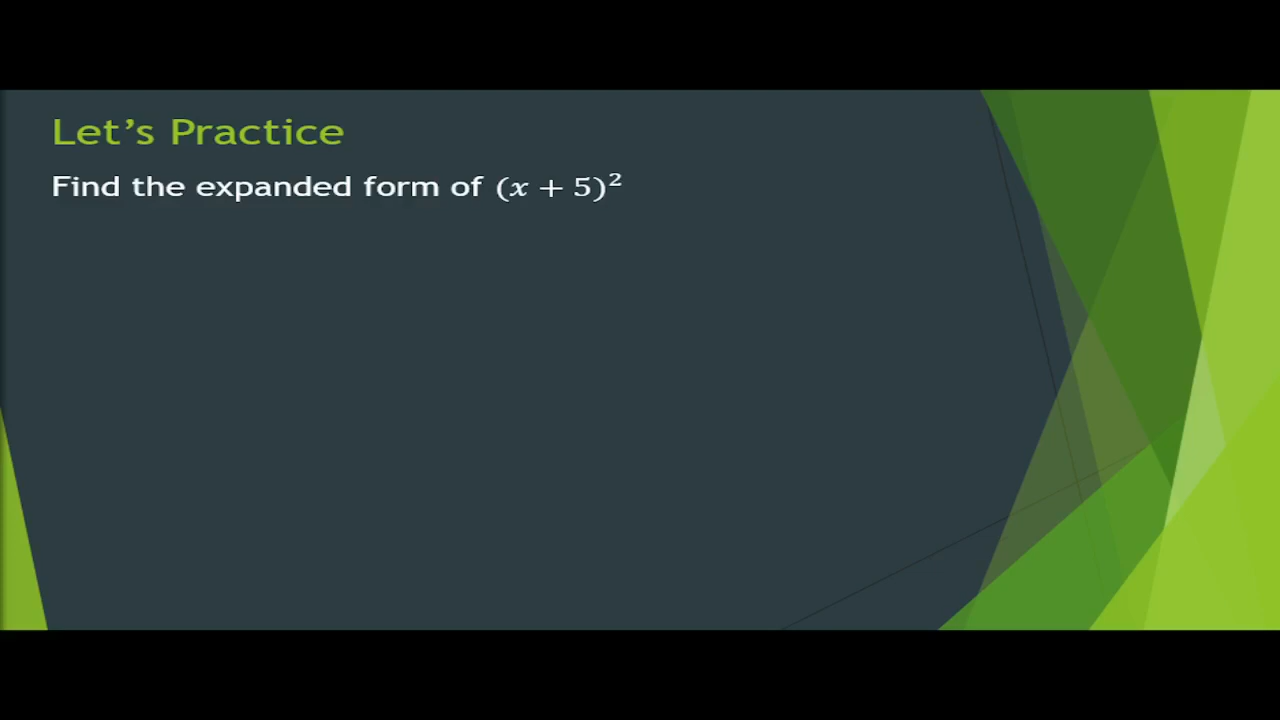 Let’s Practice
Find the expanded form of (x + 5)²